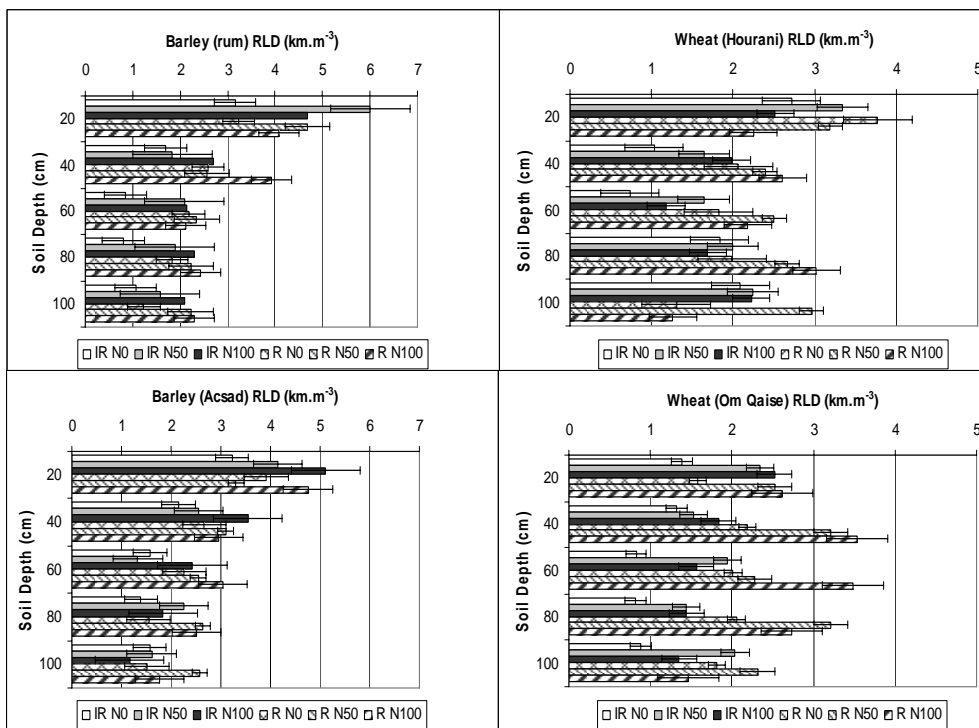 Barley (rum) RLD (km.m-3)
0 1 2 3 4 5 6 7
Soil Depth (cm)
20
40
60
80
100
IR N0 IR N50 IR N100 R N0 R N50 R N100
Wheat (Hourani) RLD (km.m-3)
0 1 2 3 4 5
Soil Depth (cm)
20
40
60
80
100
IR N0 IR N50 IR N100 R N0 R N50 R N100
Barley (Acsad) RLD (km.m-3)
0 1 2 3 4 5 6 7
Soil Depth (cm)
20
40
60
80
100
IR N0 IR N50 IR N100 R N0 R N50 R N100
Wheat (Om Qaise) RLD (km.m-3)
0 1 2 3 4 5
Soil Depth (cm)
20
40
60
80
100
IR N0 IR N50 IR N100 R N0 R N50 R N100